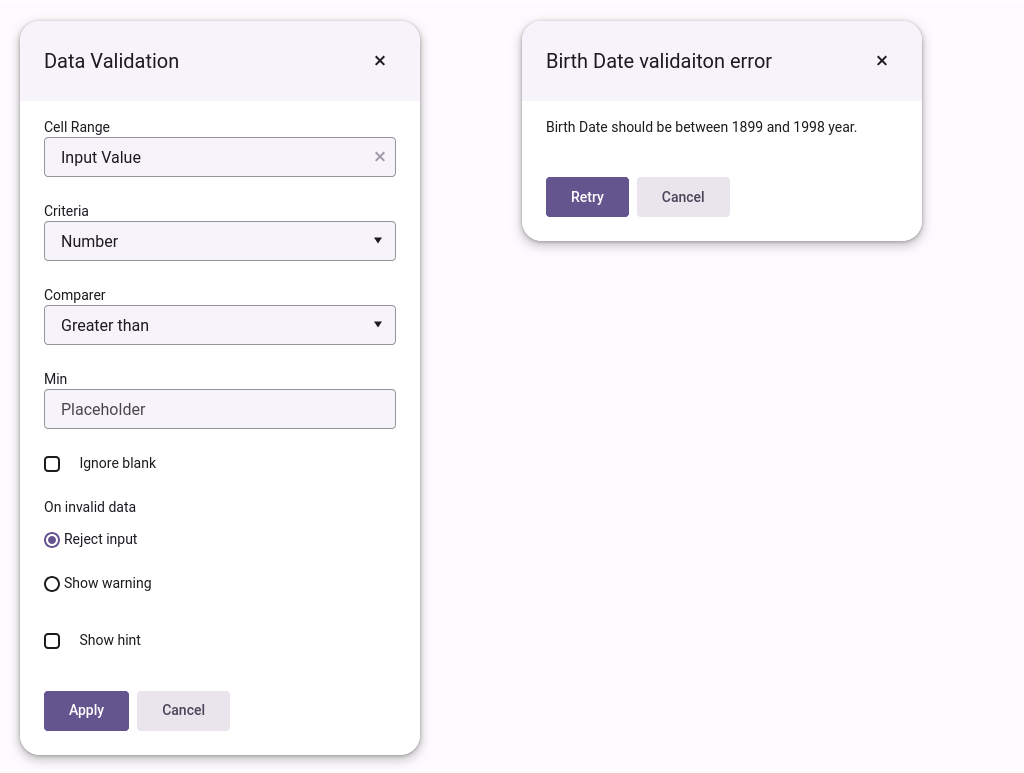 Data Validation
Cell Range
Input Value
Criteria
Number
Comparer
Greater than
Min
Placeholder
Ignore blank
On invalid data
Reject input
Show warning
Show hint
Apply
Cancel
Birth Date validaiton error
Birth Date should be between 1899 and 1998 year.
Retry
Cancel